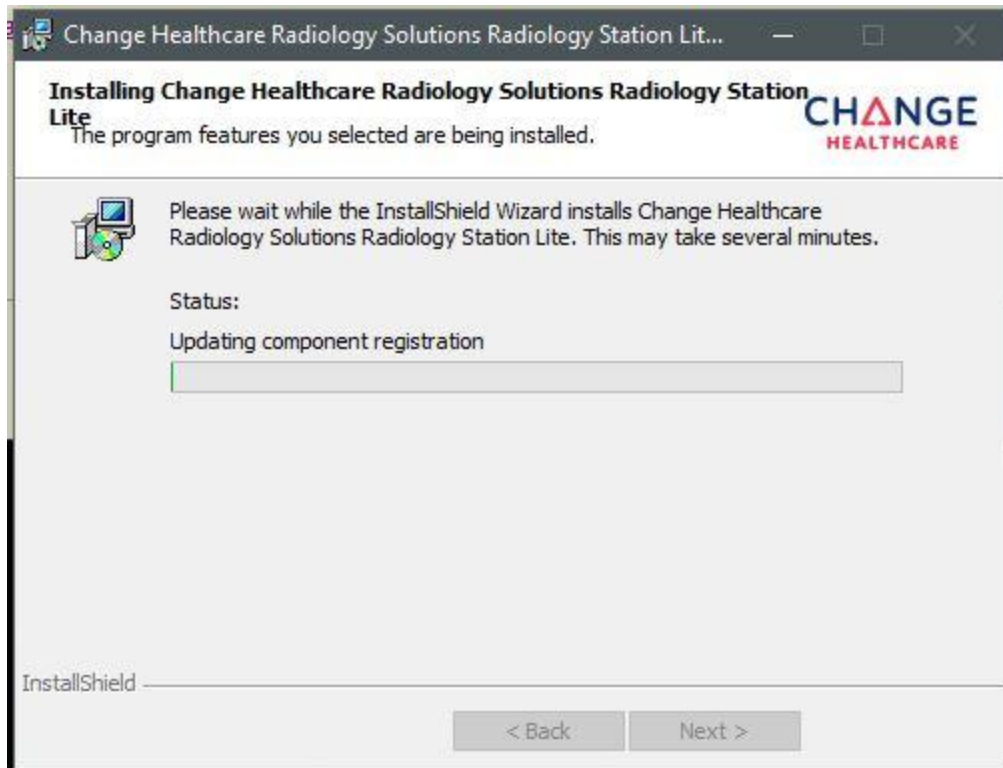 Change Healthcare Radiology Solutions Radiology Station Lit...
Installing Change Healthcare Radiology Solutions Radiology Station
Lite
The program features you selected are being installed.
CHANGE
HEALTHCARE
Please wait while the InstallShield Wizard installs Change Healthcare
Radiology Solutions Radiology Station Lite. This may take several minutes.
Status:
Updating component registration
InstallShield
< Back
Next >